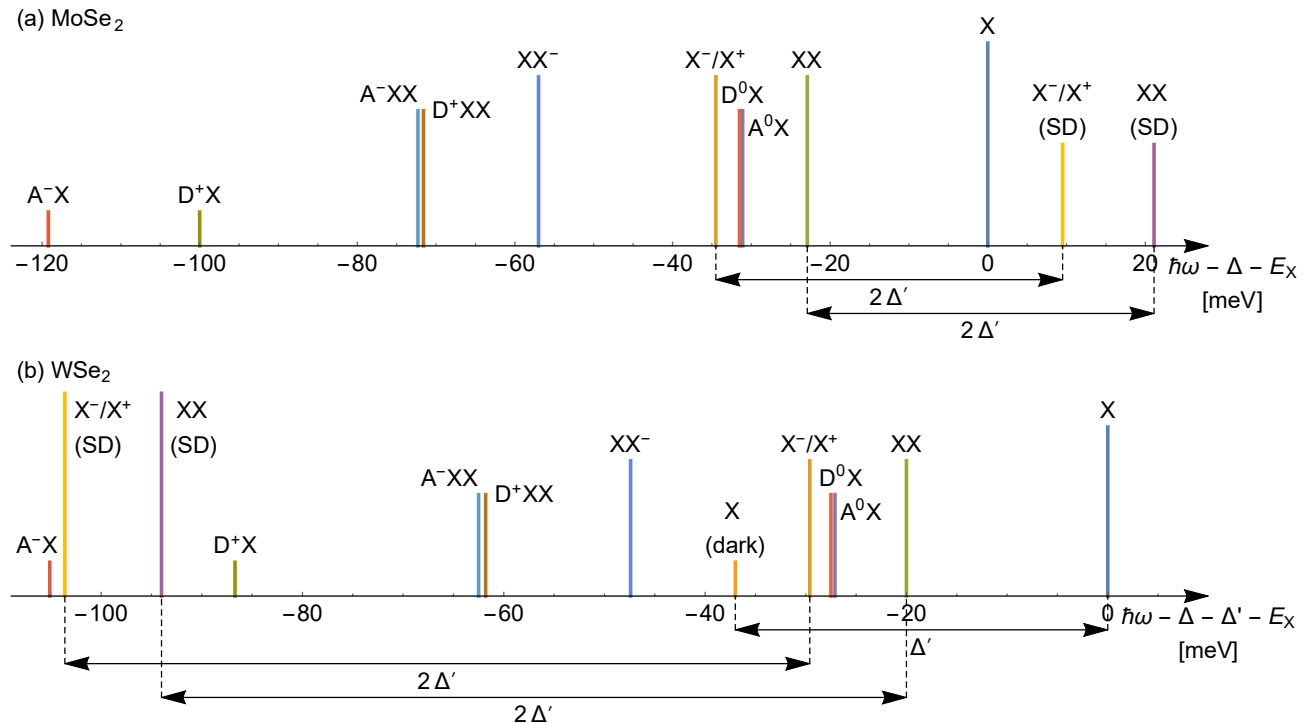 (a) MoSe₂
X
XX⁻
X⁻/X⁺
XX
A⁻XX
D⁺XX
D⁰X
A⁰X
X⁻/X⁺
(SD)
XX
(SD)
A⁻X
D⁺X
−120
−100
−80
−60
−40
−20
0
20
ħω − Δ − E_X
[meV]
2 Δ′
2 Δ′
(b) WSe₂
X⁻/X⁺
(SD)
XX
(SD)
X
XX⁻
X⁻/X⁺
XX
A⁻XX
D⁺XX
D⁰X
A⁰X
X
(dark)
A⁻X
D⁺X
−100
−80
−60
−40
−20
0
ħω − Δ − Δ' − E_X
[meV]
Δ′
2 Δ′
2 Δ′